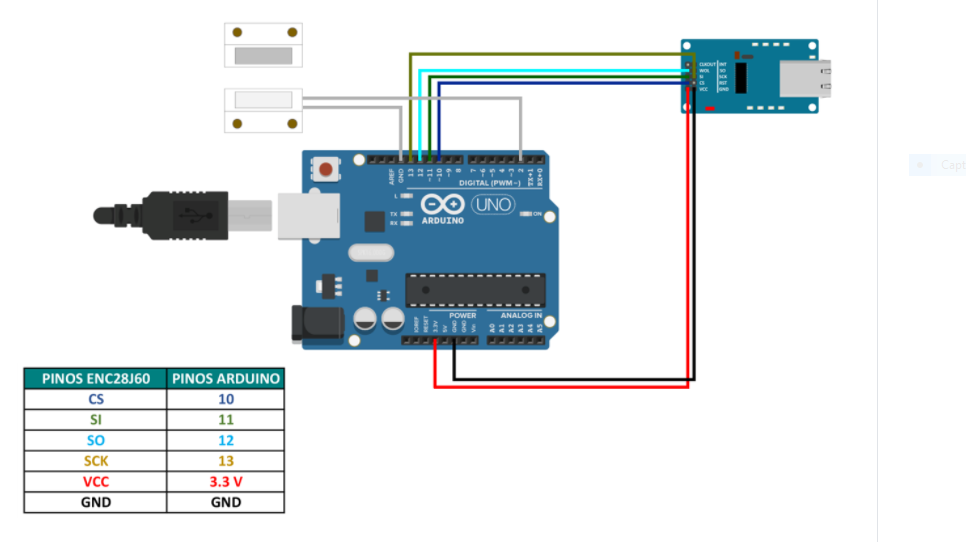 CLKOUT INT
WOL SO
SI SCK
CS RST
VCC GND
AREF
GND
13
12
~11
~10
~9
8
7
~6
~5
4
~3
2
TX→1
RX←0
DIGITAL (PWM~)
L
TX
RX
ARDUINO
UNO
ON
POWER
ANALOG IN
IOREF
RESET
3.3V
5V
GND
GND
Vin
A0
A1
A2
A3
A4
A5
PINOS ENC28J60 PINOS ARDUINO
CS 10
SI 11
SO 12
SCK 13
VCC 3.3 V
GND GND
Capt